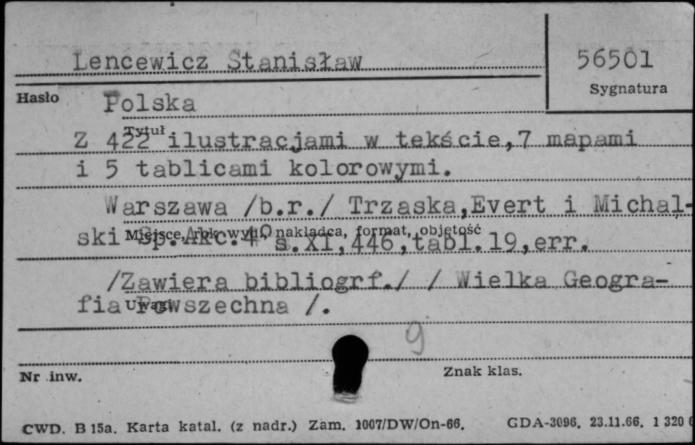 Lencewicz Stanisław
56501
Sygnatura
Hasło
Polska
Tytuł
Z 422 ilustracjami w tekście,7 mapami
i 5 tablicami kolorowymi.
Warszawa /b.r./ Trzaska,Evert i Michal-
Miejsce, rok wyd., nakładca, format, objętość
ski Sp.Akc.4° s.XI,446,tabl.19,err.
/Zawiera bibliogrf./ / Wielka Geogra-
Uwagi
fia Powszechna /.
9
Nr inw.
Znak klas.
CWD. B 15a. Karta katal. (z nadr.) Zam. 1007/DW/On-66. GDA-3096. 23.11.66. 1 320